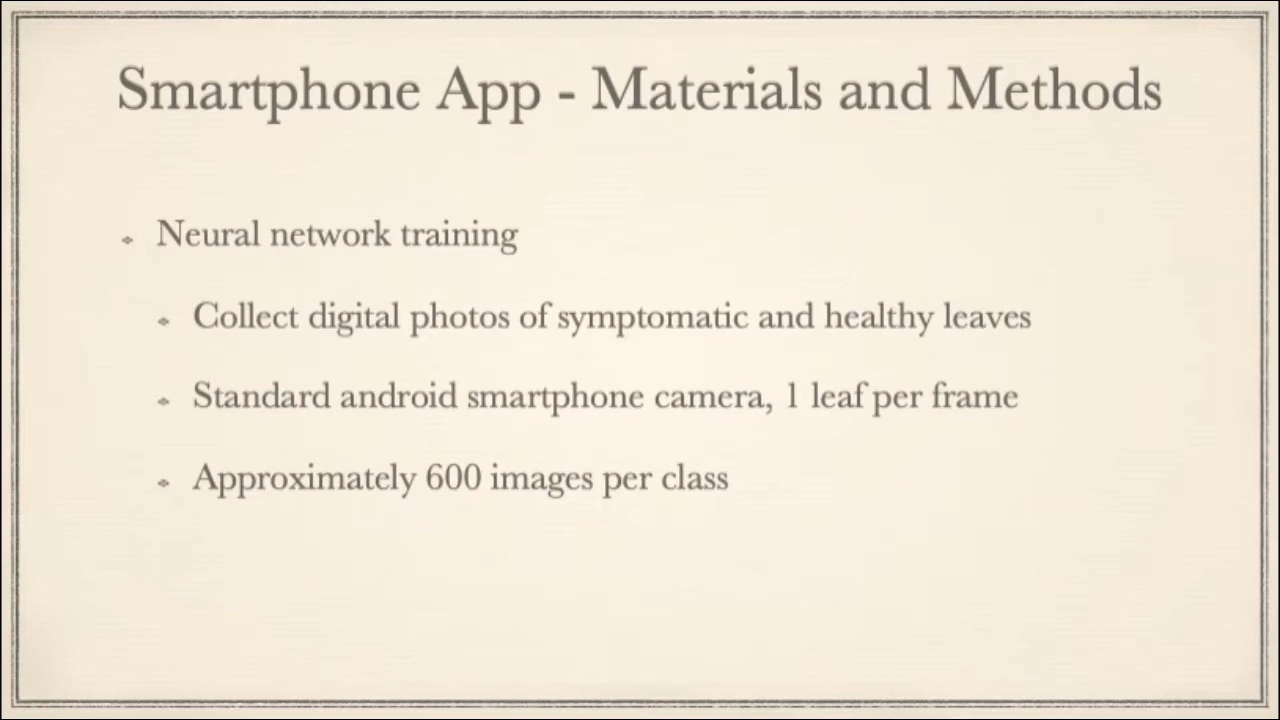 Smartphone App - Materials and Methods
Neural network training
Collect digital photos of symptomatic and healthy leaves
Standard android smartphone camera, 1 leaf per frame
Approximately 600 images per class